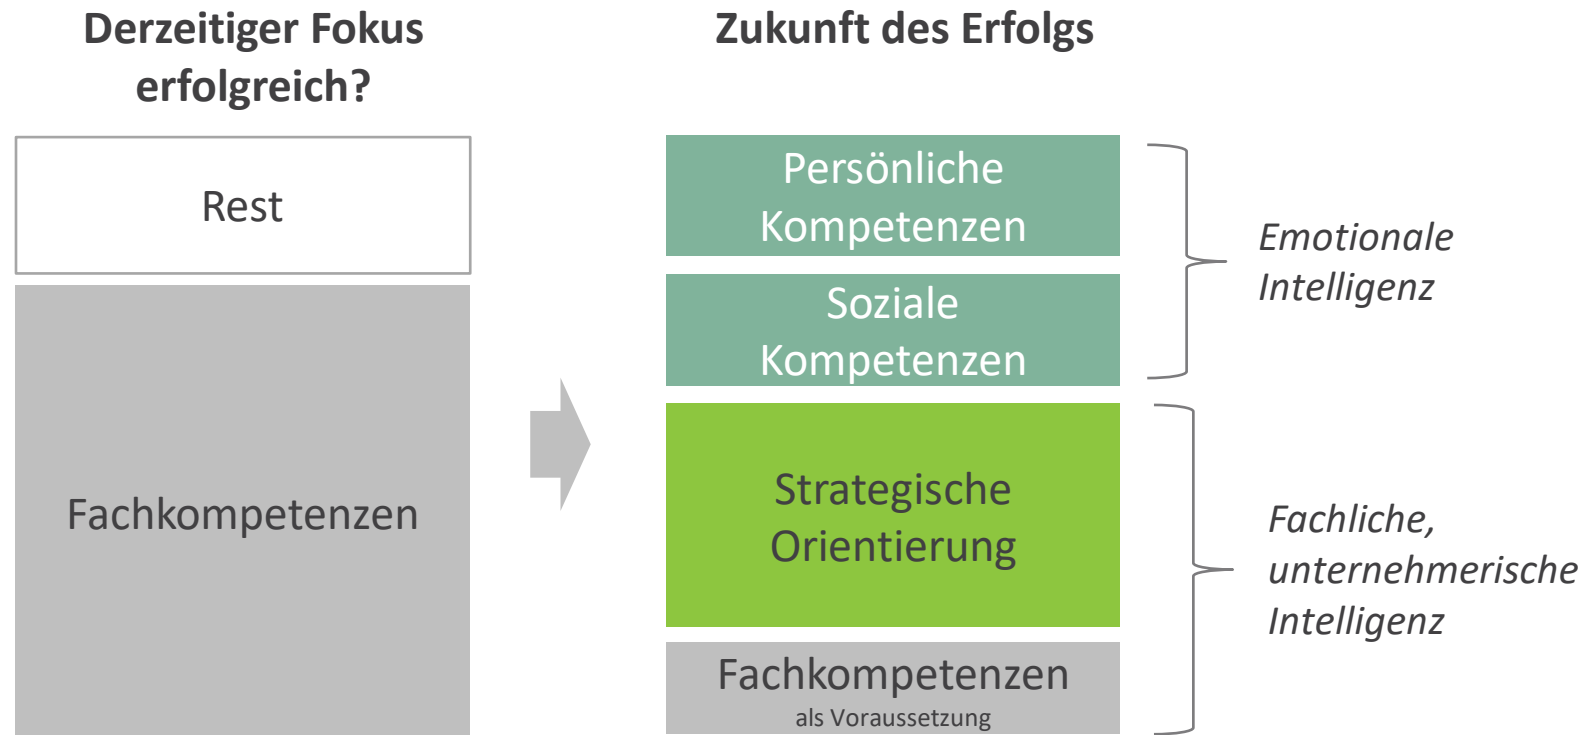 Derzeitiger Fokus
erfolgreich?
Rest
Fachkompetenzen
Zukunft des Erfolgs
Persönliche
Kompetenzen
Soziale
Kompetenzen
Strategische
Orientierung
Fachkompetenzen
als Voraussetzung
Emotionale
Intelligenz
Fachliche,
unternehmerische
Intelligenz